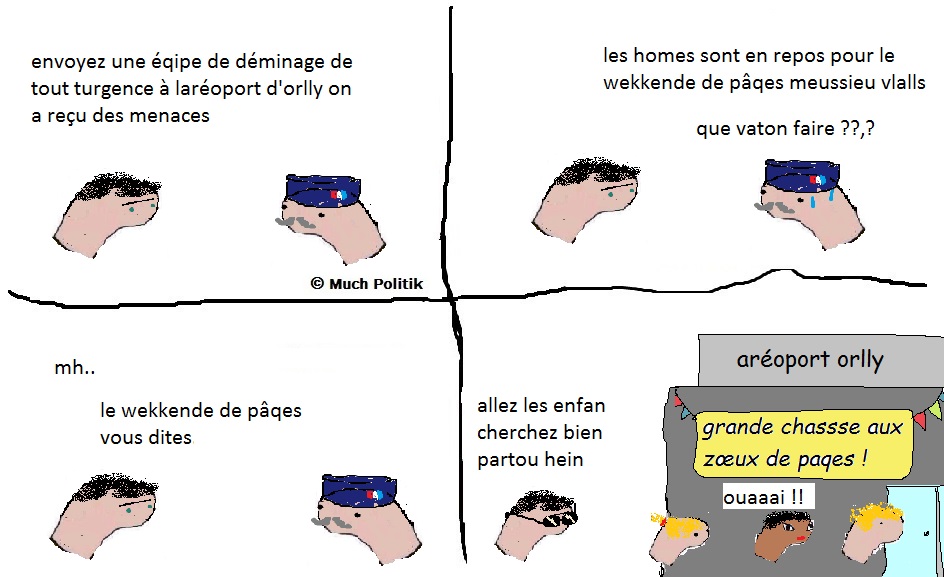 envoyez une éqipe de déminage de
tout turgence à laréoport d'orlly on
a reçu des menaces
© Much Politik
les homes sont en repos pour le
wekkende de pâqes meussieu vlalls
que vaton faire ??,?
mh..
le wekkende de pâqes
vous dites
allez les enfan
cherchez bien
partou hein
aréoport orlly
grande chassse aux
zœux de paqes !
ouaaai !!